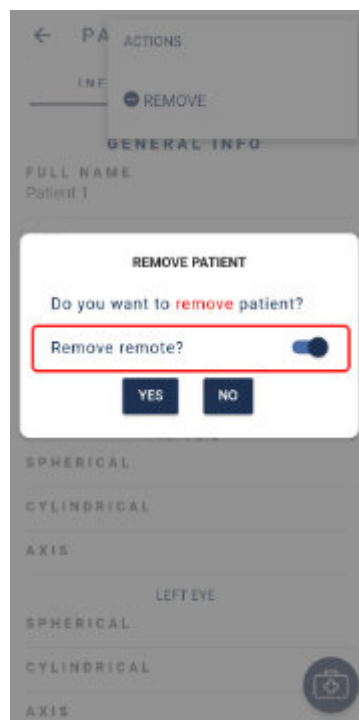 PA
ACTIONS
INF
REMOVE
GENERAL INFO
FULL NAME
Patient 1
REMOVE PATIENT
Do you want to remove patient?
Remove remote?
YES NO
SPHERICAL
CYLINDRICAL
AXIS
LEFT EYE
SPHERICAL
CYLINDRICAL
AXIS